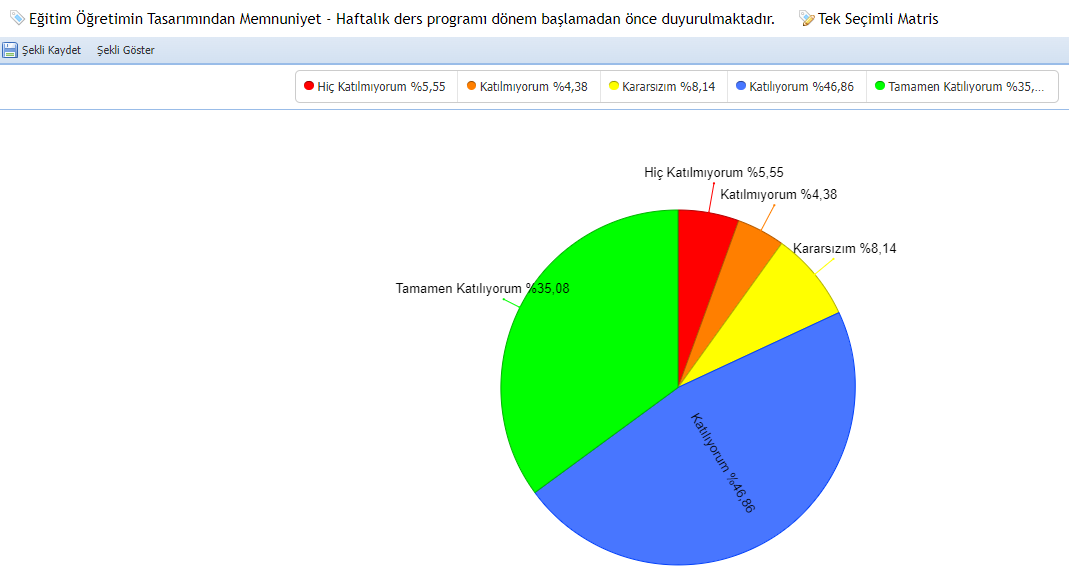 Eğitim Öğretimin Tasarımından Memnuniyet - Haftalık ders programı dönem başlamadan önce duyurulmaktadır. Tek Seçimli Matris
Şekli Kaydet Şekli Göster
Hiç Katılmıyorum %5,55 Katılmıyorum %4,38 Kararsızım %8,14 Katılıyorum %46,86 Tamamen Katılıyorum %35,...
Hiç Katılmıyorum %5,55
Katılmıyorum %4,38
Kararsızım %8,14
Tamamen Katılıyorum %35,08
Katılıyorum %46,86